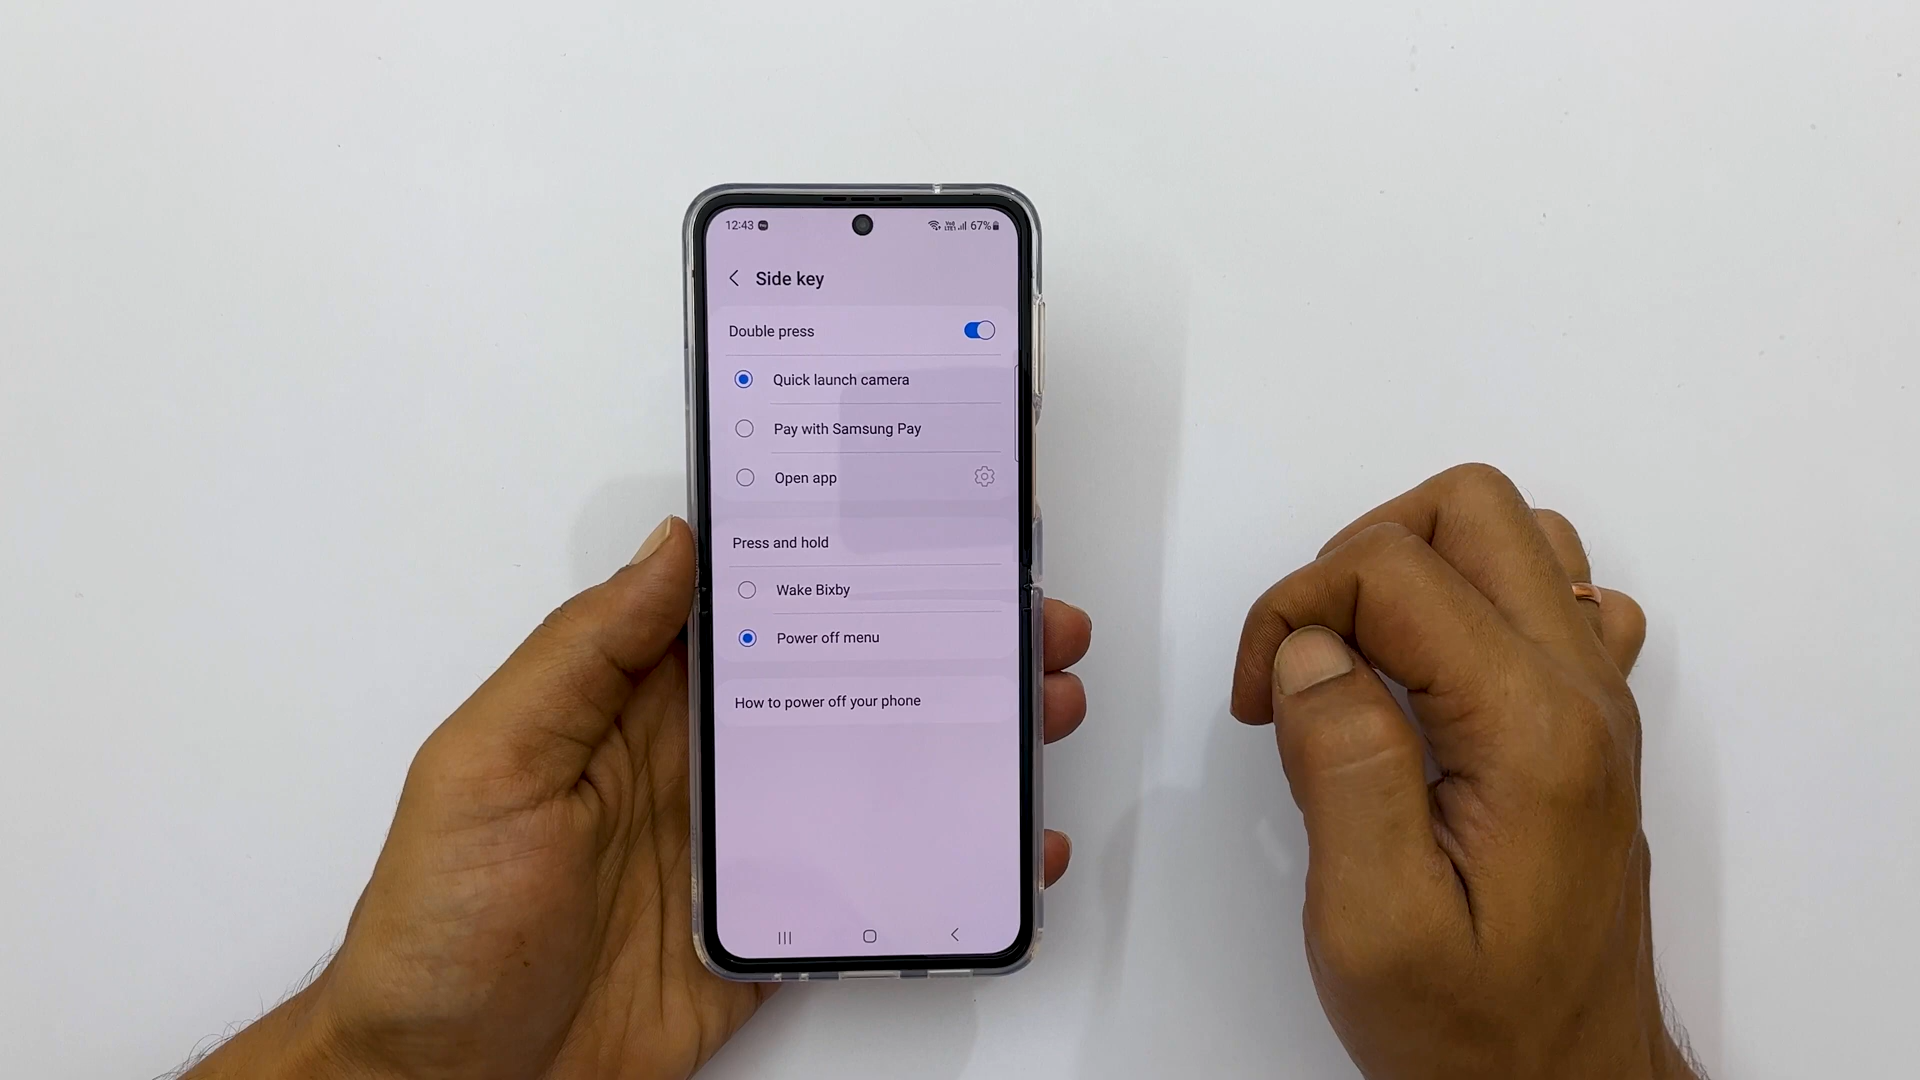 12:43 67%
Side key
Double press
Quick launch camera
Pay with Samsung Pay
Open app
Press and hold
Wake Bixby
Power off menu
How to power off your phone